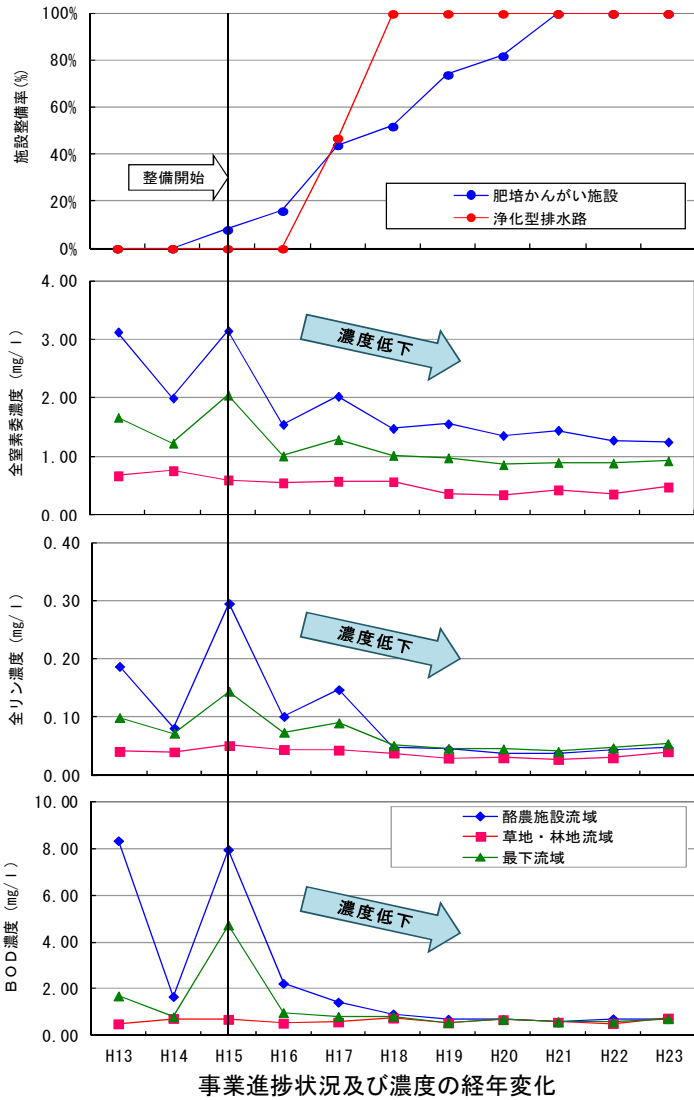 100%
80%
60%
40%
20%
0%
施設整備率(%)
整備開始
肥培かんがい施設
浄化型排水路
4.00
3.00
2.00
1.00
0.00
全窒素委濃度 (mg/l)
濃度低下
0.40
0.30
0.20
0.10
0.00
全リン濃度 (mg/l)
濃度低下
10.00
8.00
6.00
4.00
2.00
0.00
BOD濃度 (mg/l)
酪農施設流域
草地・林地流域
最下流域
濃度低下
H13 H14 H15 H16 H17 H18 H19 H20 H21 H22 H23
事業進捗状況及び濃度の経年変化